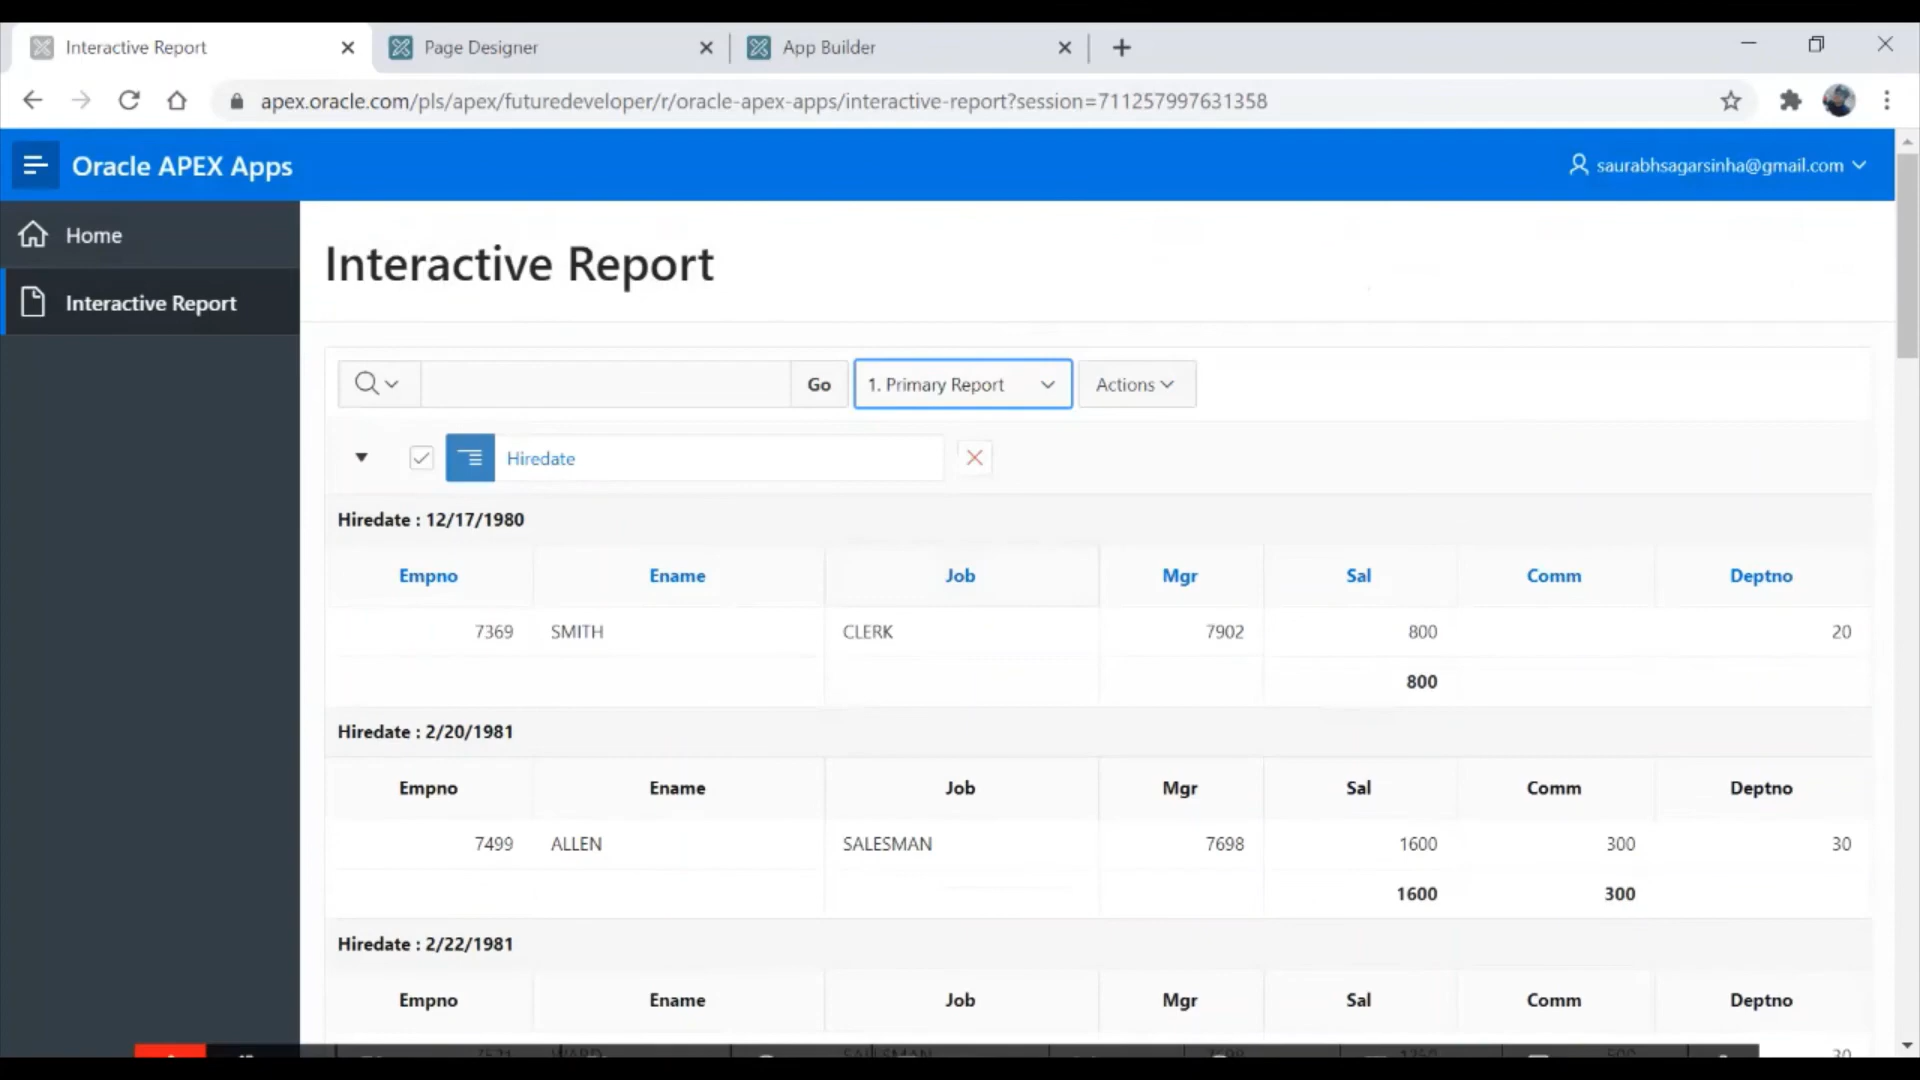 Interactive Report
Page Designer
App Builder
apex.oracle.com/pls/apex/futuredeveloper/r/oracle-apex-apps/interactive-report?session=711257997631358
Oracle APEX Apps
saurabhsagarsinha@gmail.com
Home
Interactive Report
Interactive Report
Go
1. Primary Report
Actions
Hiredate
Hiredate : 12/17/1980
Empno Ename Job Mgr Sal Comm Deptno
7369 SMITH CLERK 7902 800 20
800
Hiredate : 2/20/1981
Empno Ename Job Mgr Sal Comm Deptno
7499 ALLEN SALESMAN 7698 1600 300 30
1600 300
Hiredate : 2/22/1981
Empno Ename Job Mgr Sal Comm Deptno